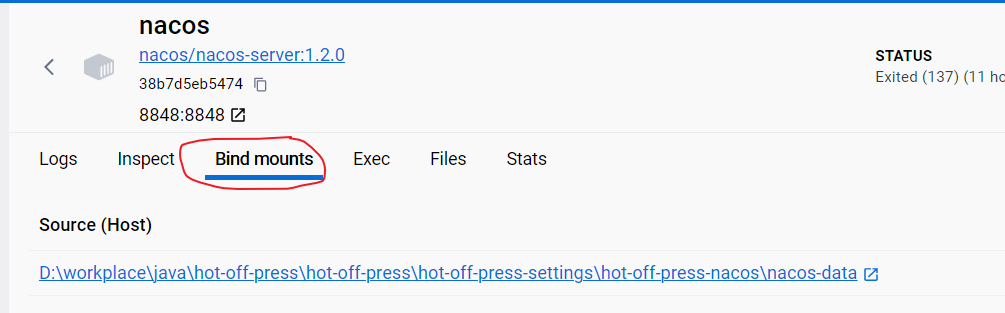 nacos
nacos/nacos-server:1.2.0
38b7d5eb5474
8848:8848
STATUS
Exited (137) (11 ho
Logs Inspect Bind mounts Exec Files Stats
Source (Host)
D:\workplace\java\hot-off-press\hot-off-press\hot-off-press-settings\hot-off-press-nacos\nacos-data